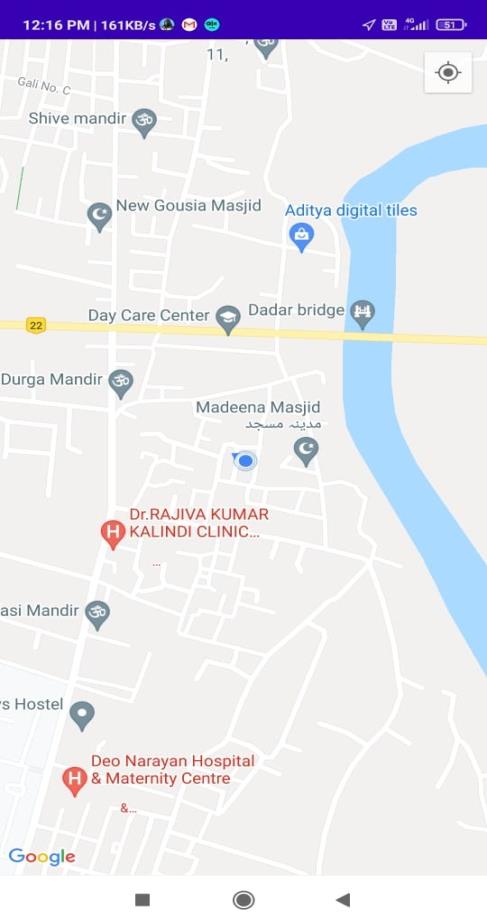 12:16 PM | 161KB/s
4G
51
11,
Gali No. C
Shive mandir
New Gousia Masjid
Aditya digital tiles
22
Day Care Center
Dadar bridge
Durga Mandir
Madeena Masjid
مدینہ مسجد
Dr.RAJIVA KUMAR
KALINDI CLINIC...
...
asi Mandir
s Hostel
Deo Narayan Hospital
& Maternity Centre
&...
Google